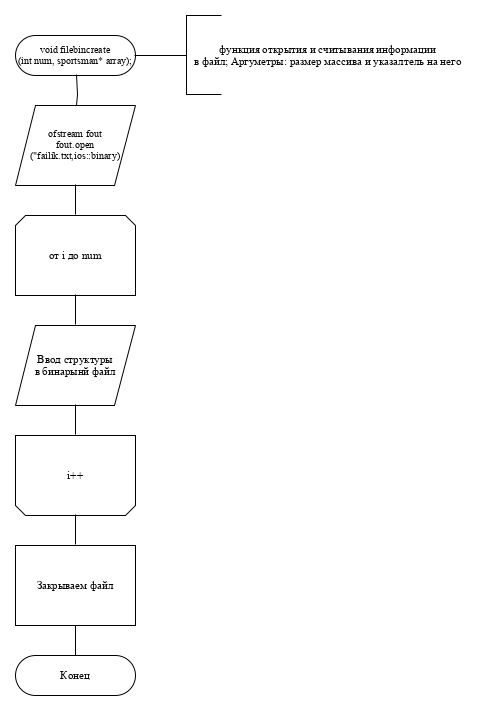 void filebincreate
(int num, sportsman* array);
функция открытия и считывания информации
в файл; Аргуметры: размер массива и указалтель на него
ofstream fout
fout.open
("failik.txt,ios::binary)
от i до num
Ввод структуры
в бинарынй файл
i++
Закрываем файл
Конец